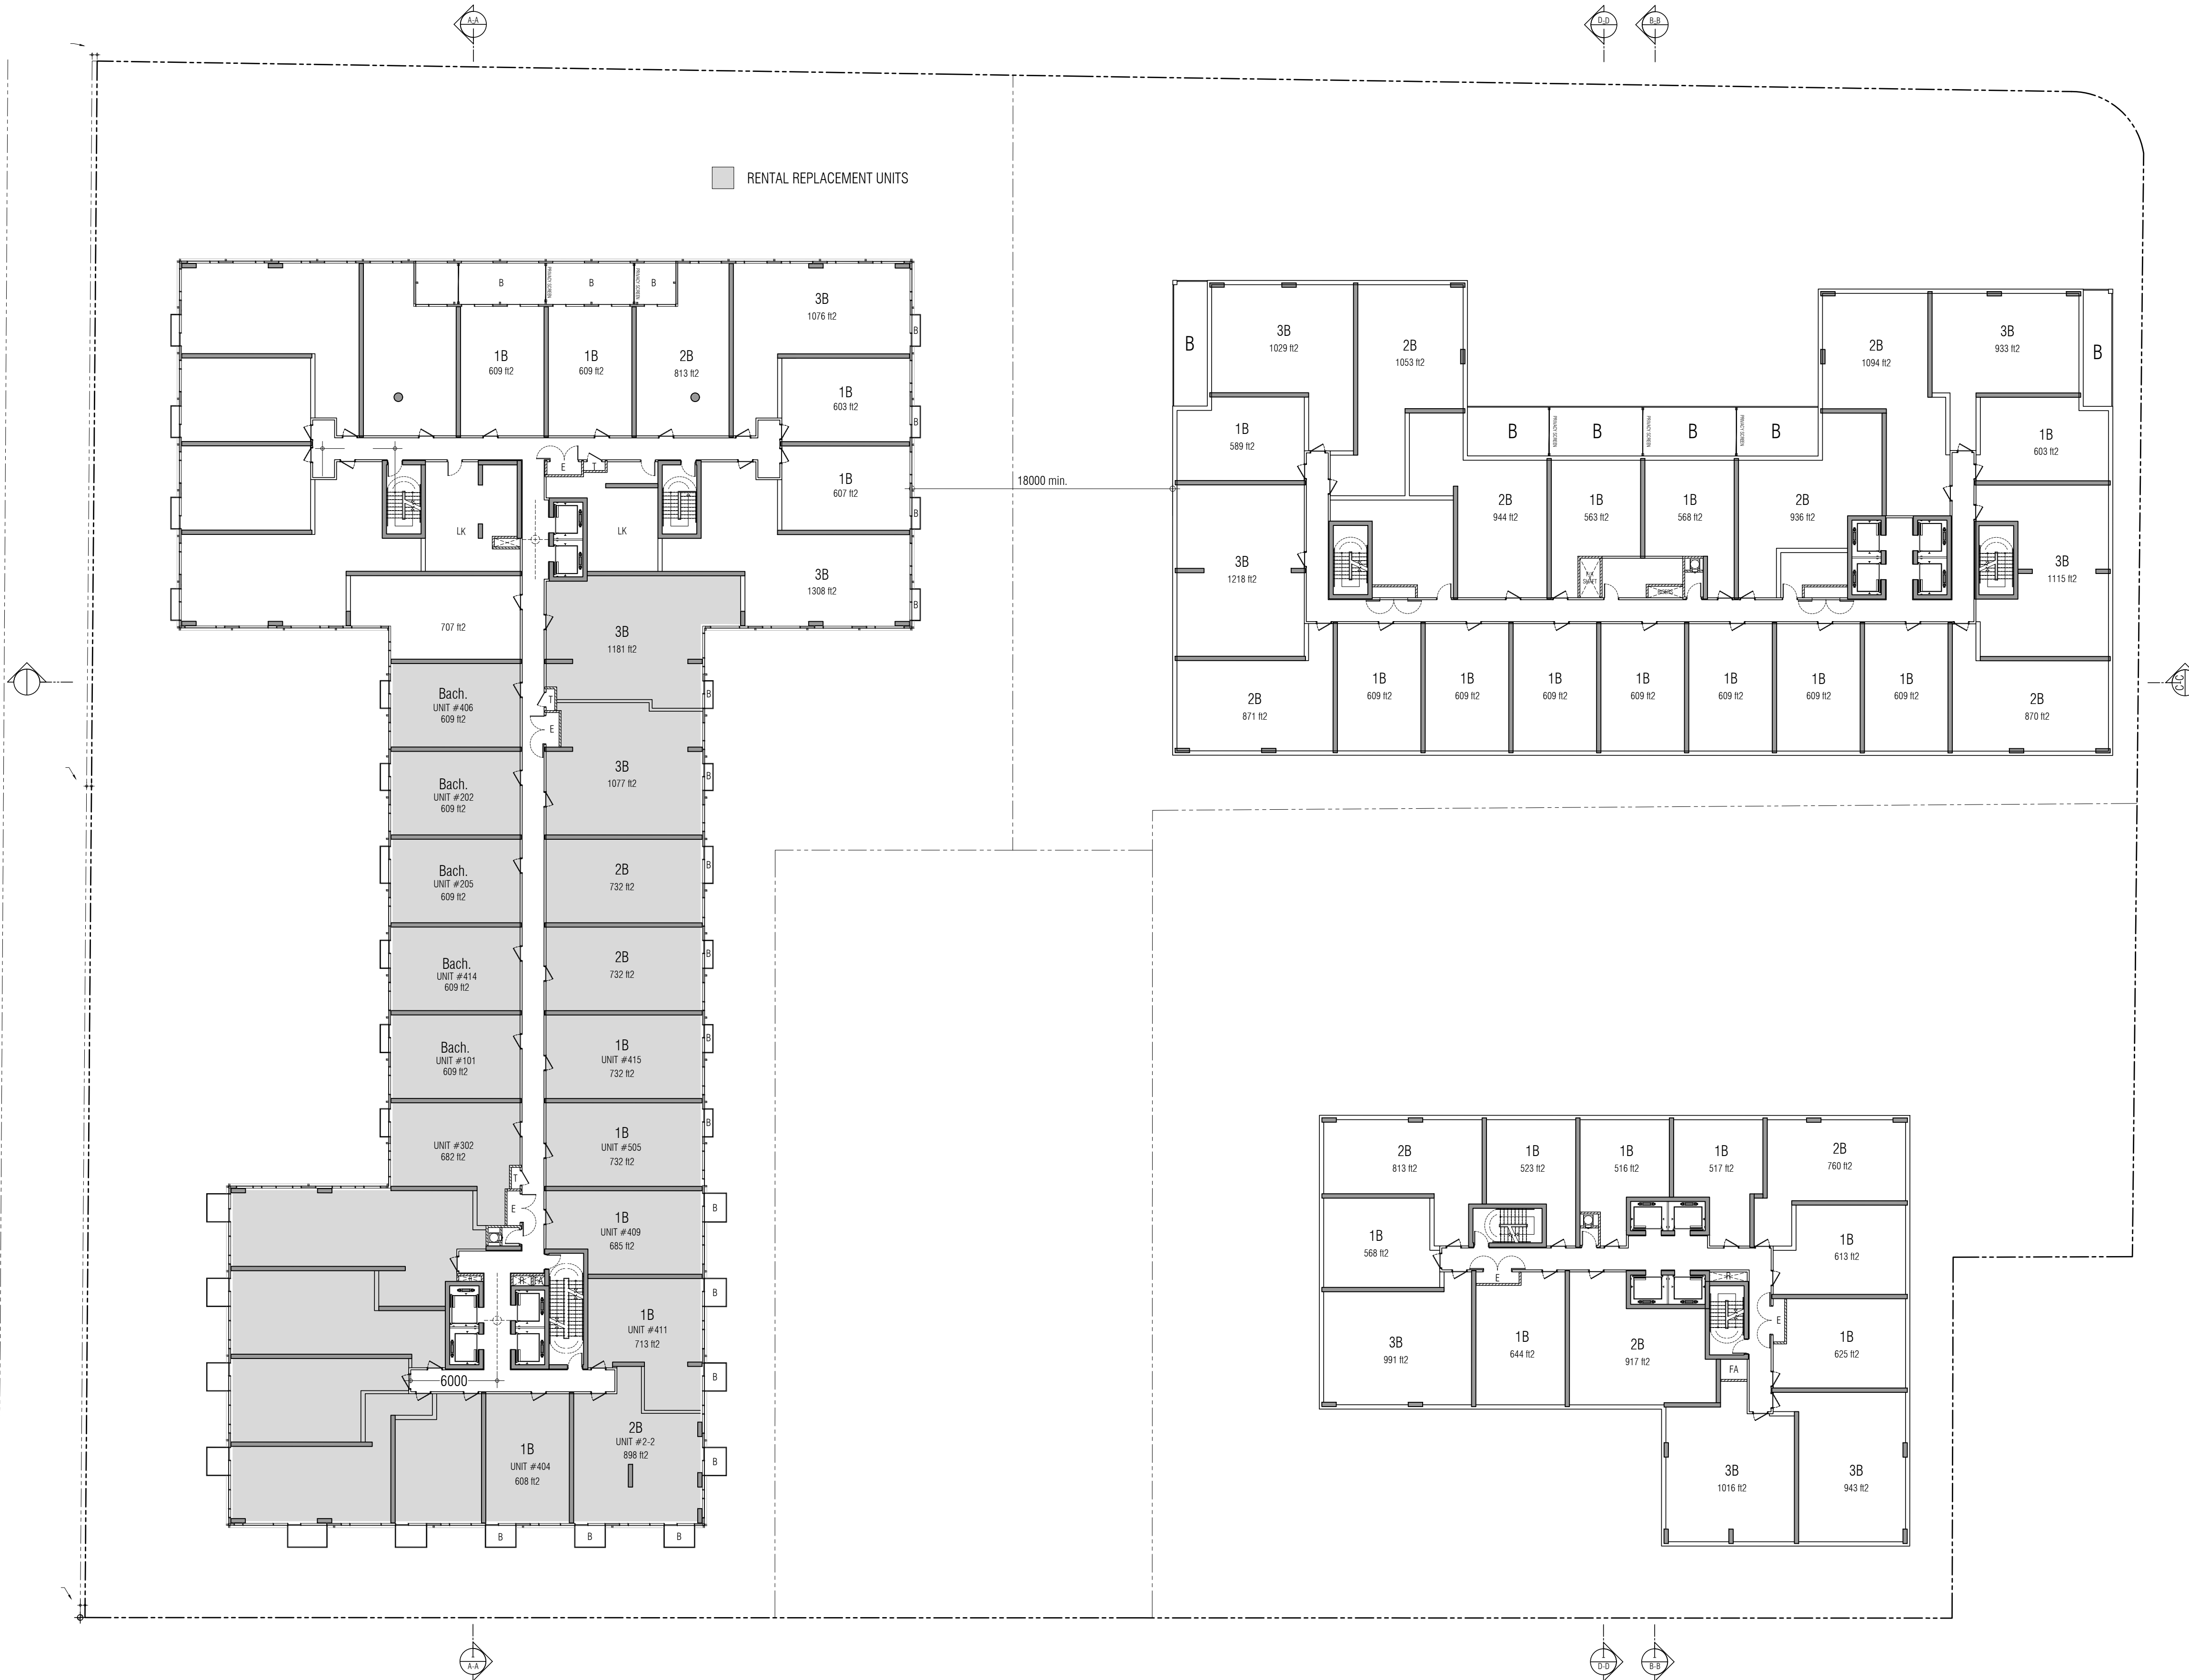 A-A
D-D
B-B
RENTAL REPLACEMENT UNITS
B
PRIVACY SCREEN
B
PRIVACY SCREEN
B
3B
1076 ft2
B
1B
609 ft2
1B
609 ft2
2B
813 ft2
1B
603 ft2
B
E
T
LK
LK
1B
607 ft2
B
3B
1308 ft2
B
18000 min.
707 ft2
3B
1181 ft2
Bach.
UNIT #406
609 ft2
T
E
B
Bach.
UNIT #202
609 ft2
3B
1077 ft2
B
Bach.
UNIT #205
609 ft2
2B
732 ft2
B
Bach.
UNIT #414
609 ft2
2B
732 ft2
B
Bach.
UNIT #101
609 ft2
1B
UNIT #415
732 ft2
B
UNIT #302
682 ft2
1B
UNIT #505
732 ft2
B
T
E
1B
UNIT #409
685 ft2
B
1B
UNIT #411
713 ft2
B
6000
B
1B
UNIT #404
608 ft2
2B
UNIT #2-2
898 ft2
B
B
B
B
B
3B
1029 ft2
2B
1053 ft2
2B
1094 ft2
3B
933 ft2
B
1B
589 ft2
B
PRIVACY SCREEN
B
PRIVACY SCREEN
B
PRIVACY SCREEN
B
1B
603 ft2
2B
944 ft2
1B
563 ft2
1B
568 ft2
2B
936 ft2
3B
1218 ft2
3B
1115 ft2
2B
871 ft2
1B
609 ft2
1B
609 ft2
1B
609 ft2
1B
609 ft2
1B
609 ft2
1B
609 ft2
1B
609 ft2
2B
870 ft2
C-C
2B
813 ft2
1B
523 ft2
1B
516 ft2
1B
517 ft2
2B
760 ft2
1B
568 ft2
E
1B
613 ft2
3B
991 ft2
1B
644 ft2
2B
917 ft2
FA
E
1B
625 ft2
3B
1016 ft2
3B
943 ft2
A-A
D-D
B-B